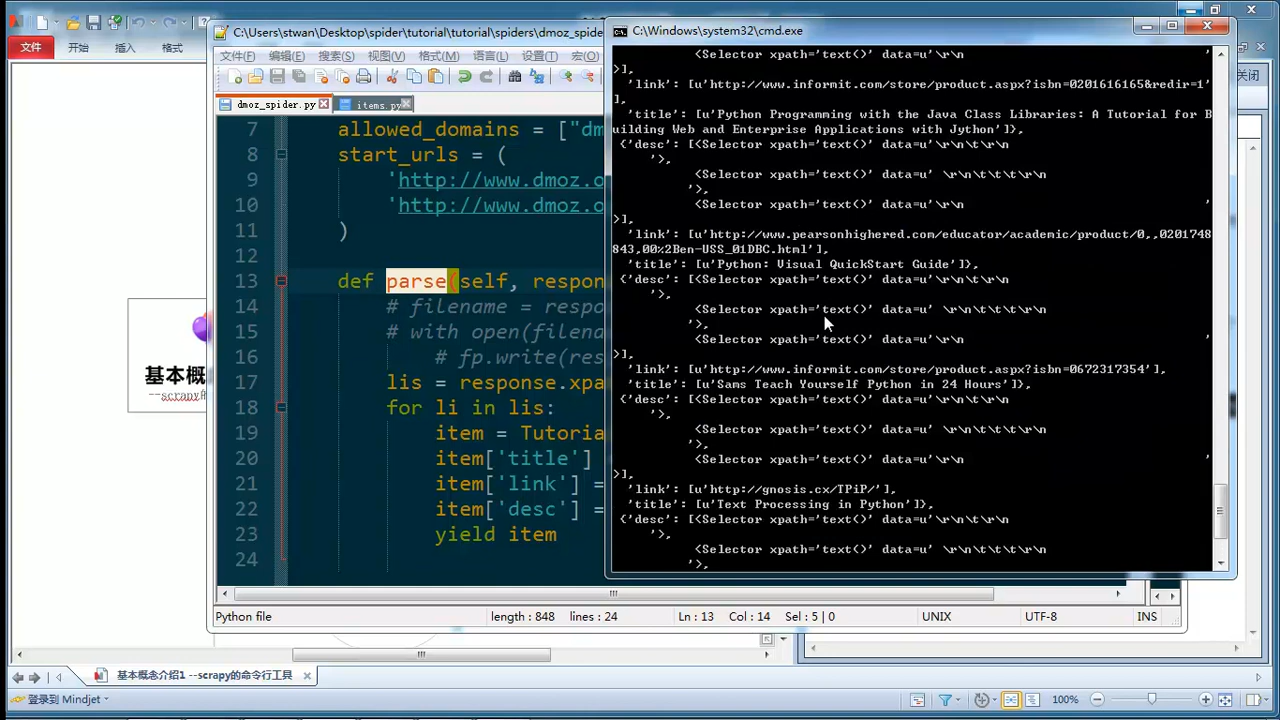 文件
开始
插入
格式
关闭
基本概
--scrapy
C:\Users\stwan\Desktop\spider\tutorial\tutorial
piders\dmoz_spide
文件(F) 编辑(E) 搜索(S) 视图(V) 格式(M) 语言(L) 设置(T) 宏(O)
dmoz_spider.py
items.py
7 allowed_domains = ["dm
8 start_urls = (
9 'http://www.dmoz.o
10 'http://www.dmoz.o
11 )
12
13 def parse(self, respon
14 # filename = respo
15 # with open(filena
16 # fp.write(res
17 lis = response.xpa
18 for li in lis:
19 item = Tutoria
20 item['title']
21 item['link'] =
22 item['desc'] =
23 yield item
24
Python file
length : 848 lines : 24
Ln : 13 Col : 14 Sel : 5 | 0
UNIX
UTF-8
INS
C:\Windows\system32\cmd.exe
<Selector xpath='text()' data=u'\r\n '
>],
'link': [u'http://www.informit.com/store/product.aspx?isbn=0201616165&redir=1'
],
'title': [u'Python Programming with the Java Class Libraries: A Tutorial for B
uilding Web and Enterprise Applications with Jython']},
{'desc': [<Selector xpath='text()' data=u'\r\n\t\r\n
'>,
<Selector xpath='text()' data=u' \r\n\t\t\t\r\n
'>,
<Selector xpath='text()' data=u'\r\n '
>],
'link': [u'http://www.pearsonhighered.com/educator/academic/product/0,,0201748
843,00%2Ben-USS_01DBC.html'],
'title': [u'Python: Visual QuickStart Guide']},
{'desc': [<Selector xpath='text()' data=u'\r\n\t\r\n
'>,
<Selector xpath='text()' data=u' \r\n\t\t\t\r\n
'>,
<Selector xpath='text()' data=u'\r\n '
>],
'link': [u'http://www.informit.com/store/product.aspx?isbn=0672317354'],
'title': [u'Sams Teach Yourself Python in 24 Hours']},
{'desc': [<Selector xpath='text()' data=u'\r\n\t\r\n
'>,
<Selector xpath='text()' data=u' \r\n\t\t\t\r\n
'>,
<Selector xpath='text()' data=u'\r\n '
>],
'link': [u'http://gnosis.cx/TPiP/'],
'title': [u'Text Processing in Python']},
{'desc': [<Selector xpath='text()' data=u'\r\n\t\r\n
'>,
<Selector xpath='text()' data=u' \r\n\t\t\t\r\n
'>,
基本概念介绍1 --scrapy的命令行工具
登录到 Mindjet
100%